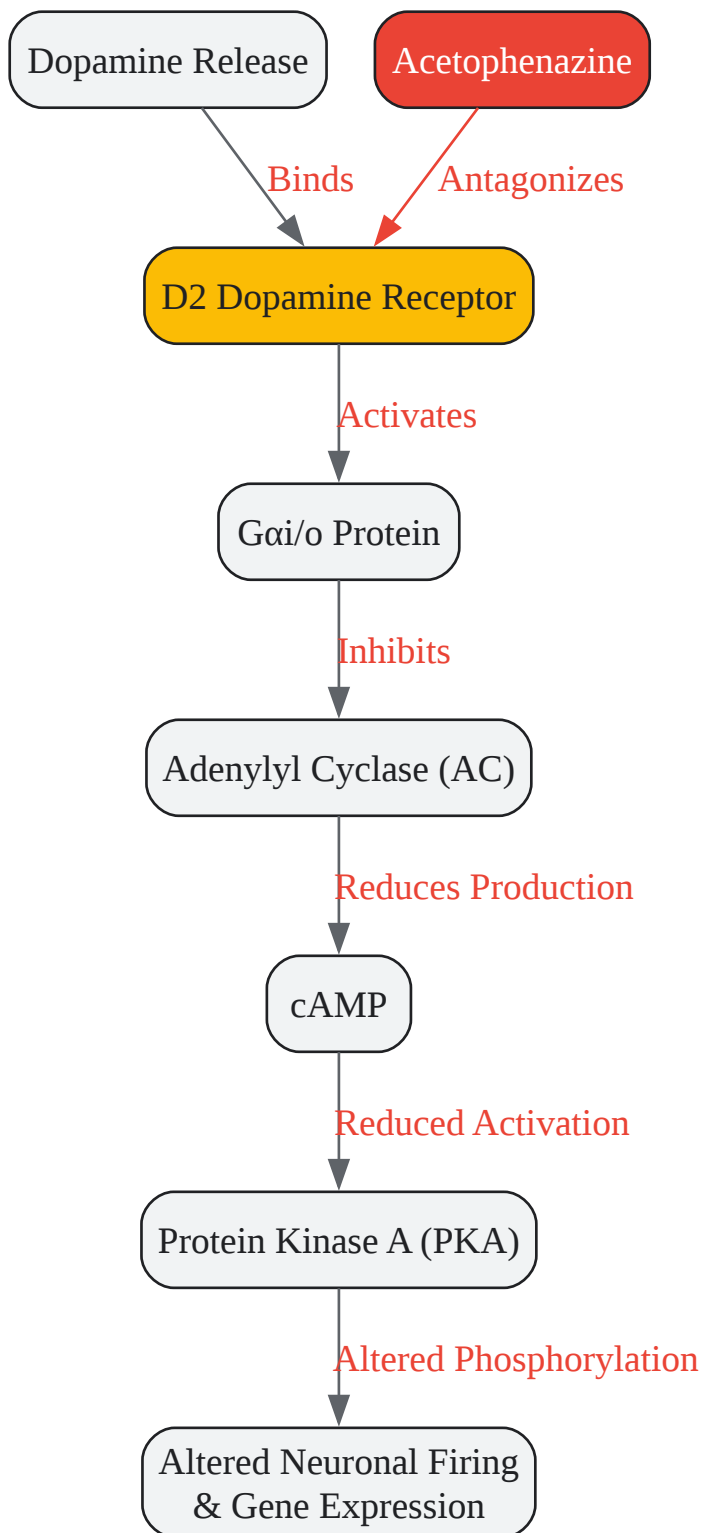 Dopamine Release
Acetophenazine
Binds
Antagonizes
D2 Dopamine Receptor
Activates
Gαi/o Protein
Inhibits
Adenylyl Cyclase (AC)
Reduces Production
cAMP
Reduced Activation
Protein Kinase A (PKA)
Altered Phosphorylation
Altered Neuronal Firing
& Gene Expression